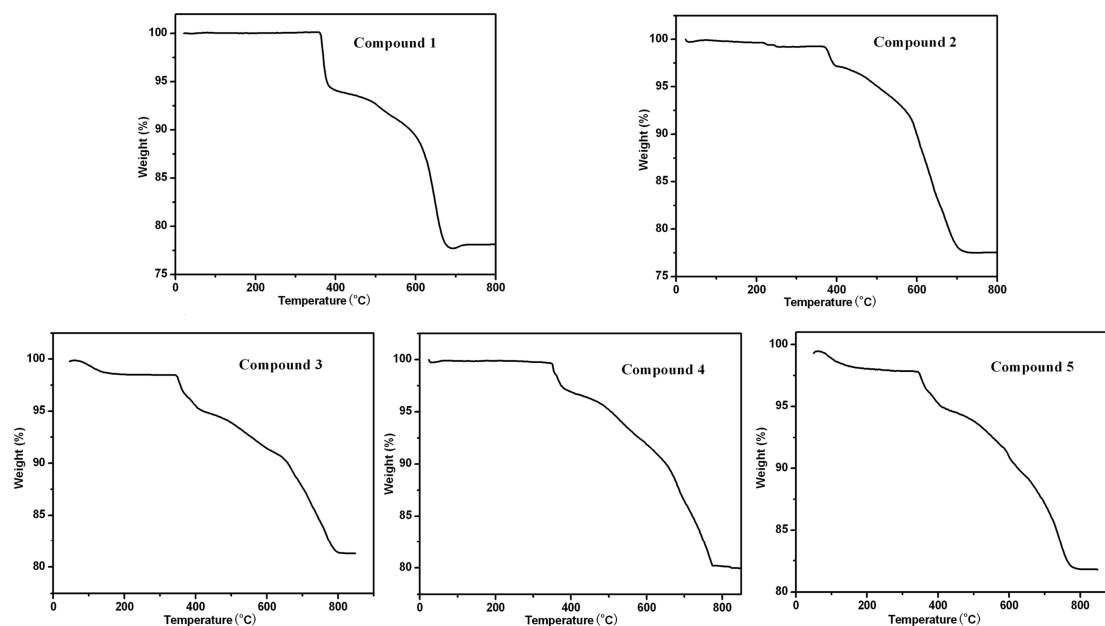 Compound 1
100
95
90
85
80
75
Weight (%)
0 200 400 600 800
Temperature (°C)
Compound 2
100
95
90
85
80
75
Weight (%)
0 200 400 600 800
Temperature (°C)
Compound 3
100
95
90
85
80
Weight (%)
0 200 400 600 800
Temperature (°C)
Compound 4
100
95
90
85
80
Weight (%)
0 200 400 600 800
Temperature (°C)
Compound 5
100
95
90
85
80
Weight (%)
0 200 400 600 800
Temperature (°C)